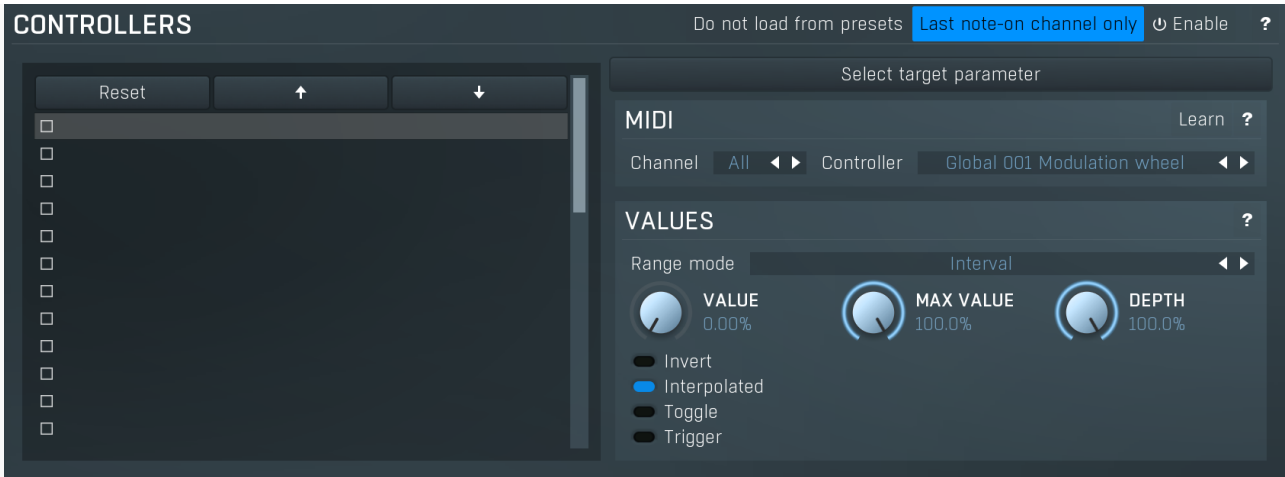 CONTROLLERS
Do not load from presets Last note-on channel only Enable ?
Reset
Select target parameter
MIDI Learn ?
Channel All Controller Global 001 Modulation wheel
VALUES ?
Range mode Interval
VALUE
0.00%
MAX VALUE
100.0%
DEPTH
100.0%
Invert
Interpolated
Toggle
Trigger